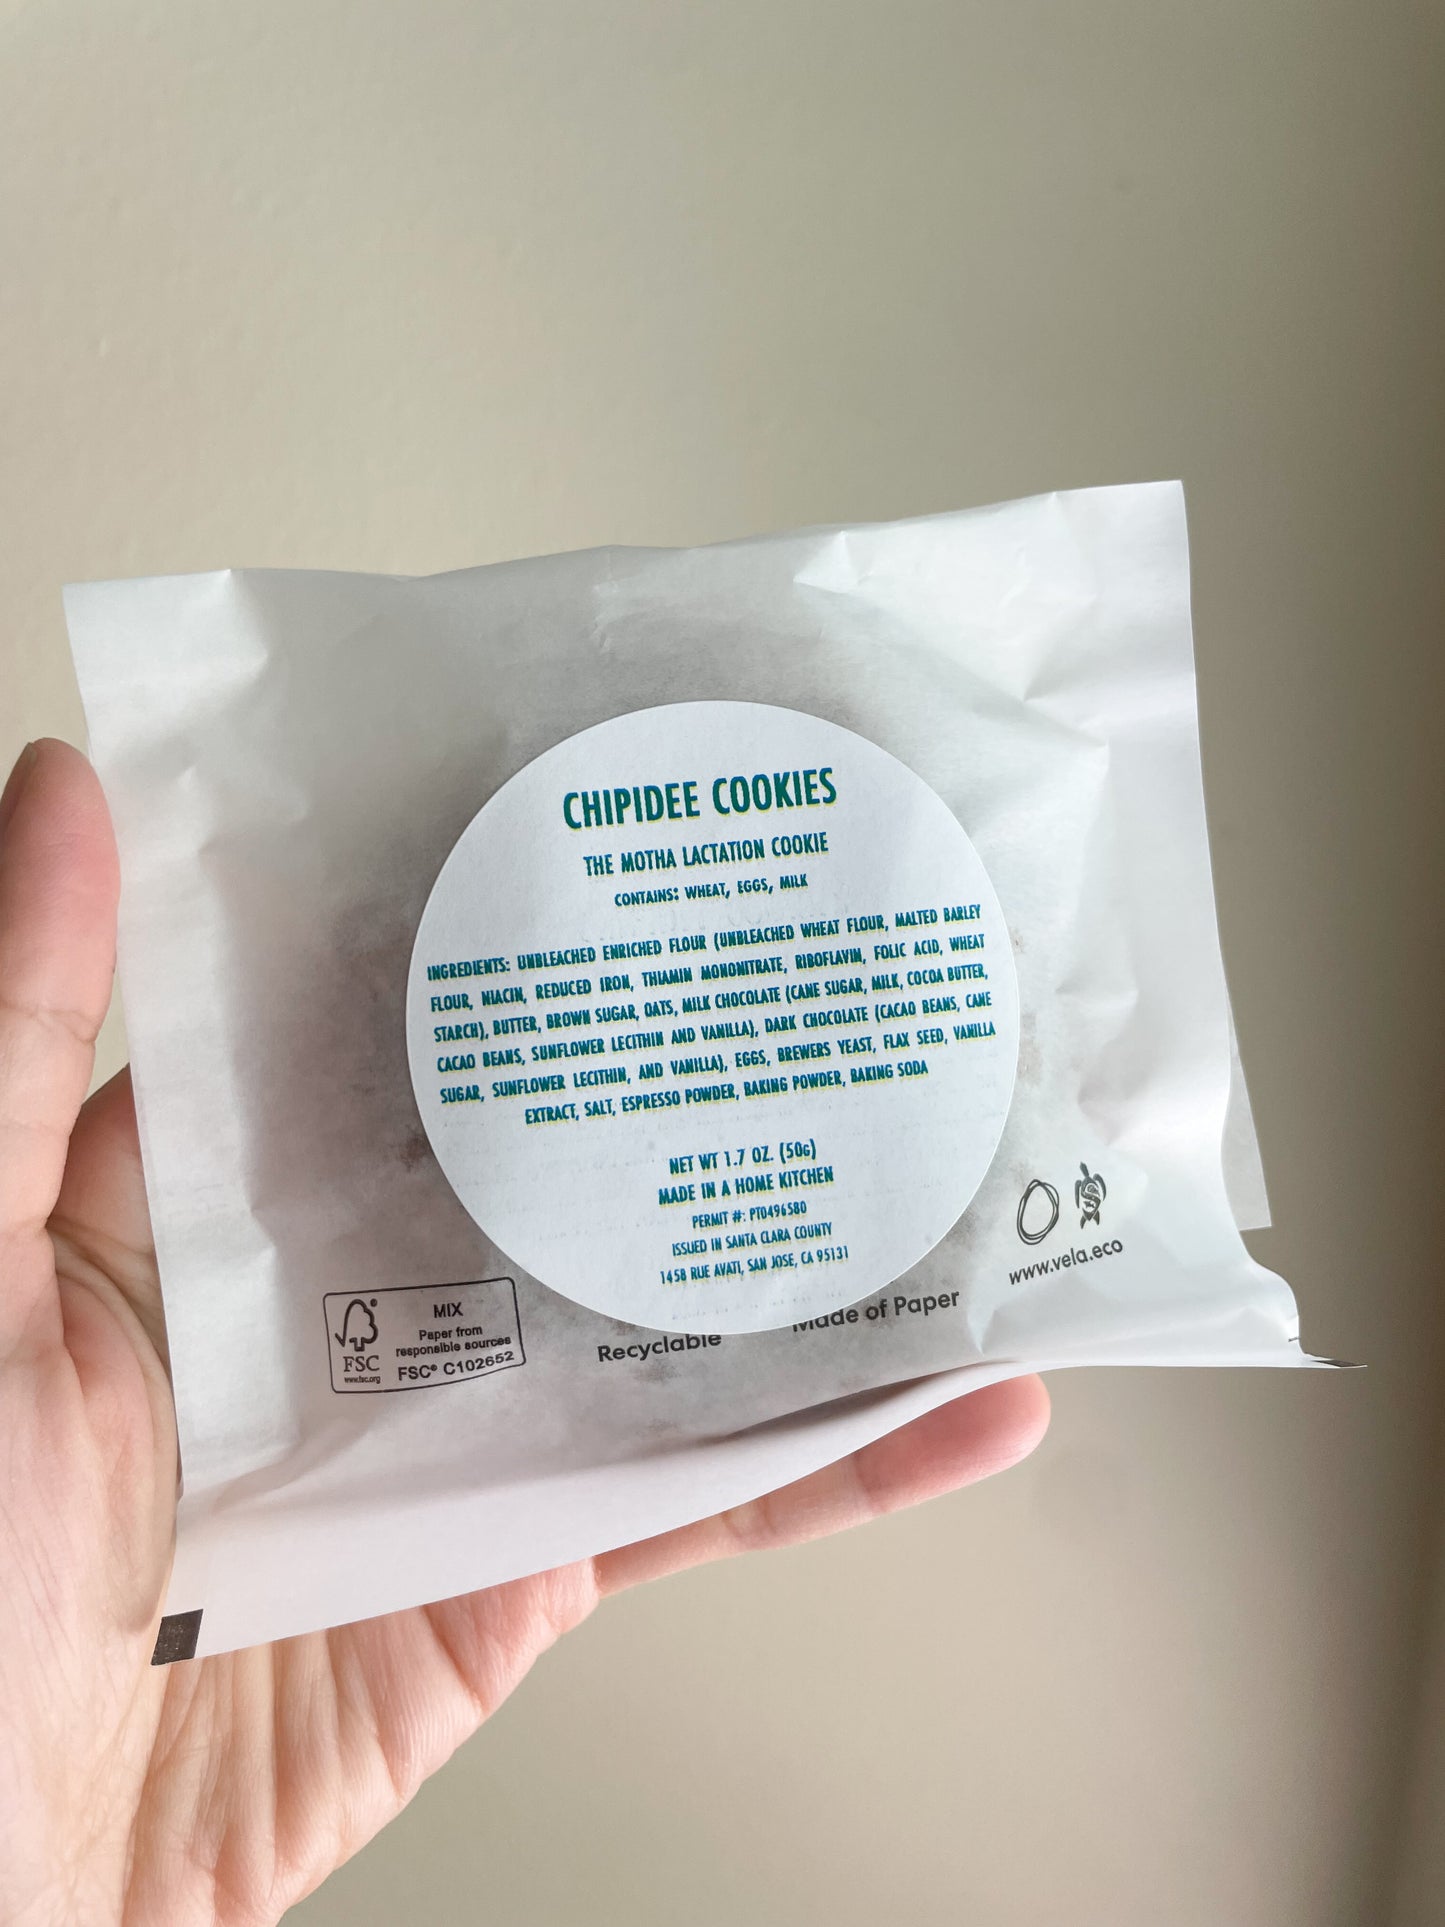 CHIPIDEE COOKIES
THE MOTHA LACTATION COOKIE
CONTAINS: WHEAT, EGGS, MILK
INGREDIENTS: UNBLEACHED ENRICHED FLOUR (UNBLEACHED WHEAT FLOUR, MALTED BARLEY
FLOUR, NIACIN, REDUCED IRON, THIAMIN MONONITRATE, RIBOFLAVIN, FOLIC ACID, WHEAT
STARCH), BUTTER, BROWN SUGAR, OATS, MILK CHOCOLATE (CANE SUGAR, MILK, COCOA BUTTER,
CACAO BEANS, SUNFLOWER LECITHIN AND VANILLA), DARK CHOCOLATE (CACAO BEANS, CANE
SUGAR, SUNFLOWER LECITHIN, AND VANILLA), EGGS, BREWERS YEAST, FLAX SEED, VANILLA
EXTRACT, SALT, ESPRESSO POWDER, BAKING POWDER, BAKING SODA
NET WT 1.7 OZ. (50G)
MADE IN A HOME KITCHEN
PERMIT #: PT0496580
ISSUED IN SANTA CLARA COUNTY
1458 RUE AVATI, SAN JOSE, CA 95131
www.vela.eco
Recyclable
Made of Paper
MIX
Paper from
responsible sources
FSC® C102652
FSC
www.fsc.org